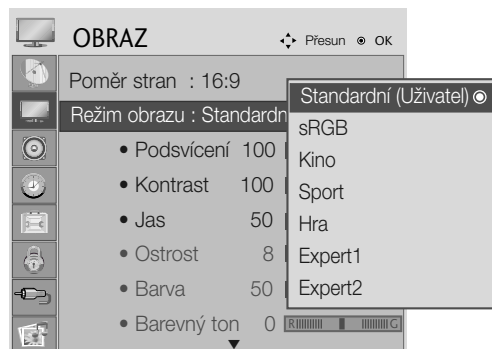 OBRAZ
Přesun OK
Poměr stran : 16:9
Režim obrazu : Standardn
• Podsvícení 100
• Kontrast 100
• Jas 50
• Ostrost 8
• Barva 50
• Barevný ton 0 R G
Standardní (Uživatel)
sRGB
Kino
Sport
Hra
Expert1
Expert2